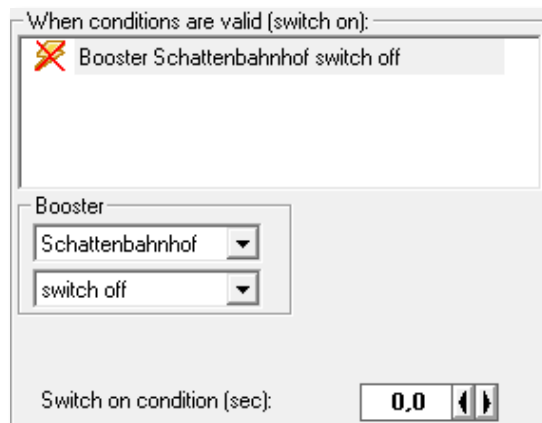 When conditions are valid (switch on):
Booster Schattenbahnhof switch off
Booster
Schattenbahnhof
switch off
Switch on condition (sec):
0,0